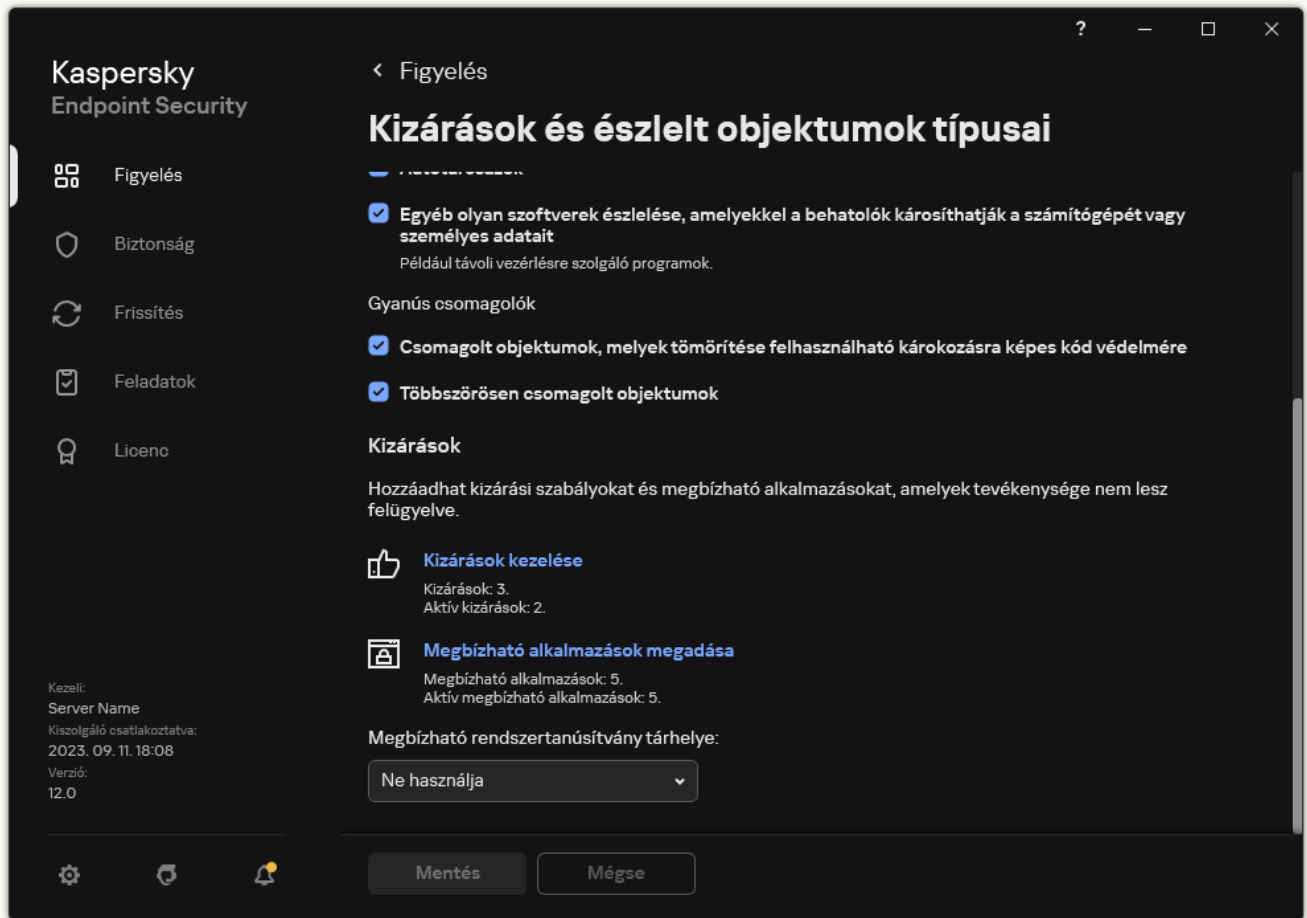 ?
Kaspersky
Endpoint Security
Figyelés
Biztonság
Frissítés
Feladatok
Licenc
Kezeli:
Server Name
Kiszolgáló csatlakoztatva:
2023. 09. 11. 18:08
Verzió:
12.0
Figyelés
Kizárások és észlelt objektumok típusai
Egyéb olyan szoftverek észlelése, amelyekkel a behatolók károsíthatják a számítógépét vagy
személyes adatait
Például távoli vezérlésre szolgáló programok.
Gyanús csomagolók
Csomagolt objektumok, melyek tömörítése felhasználható károkozásra képes kód védelmére
Többszörösen csomagolt objektumok
Kizárások
Hozzáadhat kizárási szabályokat és megbízható alkalmazásokat, amelyek tevékenysége nem lesz
felügyelve.
Kizárások kezelése
Kizárások: 3.
Aktív kizárások: 2.
Megbízható alkalmazások megadása
Megbízható alkalmazások: 5.
Aktív megbízható alkalmazások: 5.
Megbízható rendszertanúsítvány tárhelye:
Ne használja
Mentés
Mégse